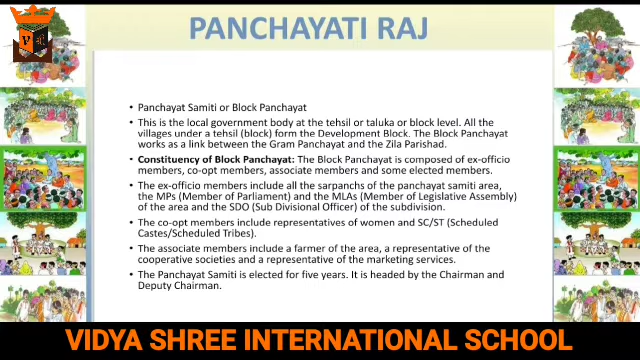 PANCHAYATI RAJ
• Panchayat Samiti or Block Panchayat
• This is the local government body at the tehsil or taluka or block level. All the
villages under a tehsil (block) form the Development Block. The Block Panchayat
works as a link between the Gram Panchayat and the Zila Parishad.
• Constituency of Block Panchayat: The Block Panchayat is composed of ex-officio
members, co-opt members, associate members and some elected members.
• The ex-officio members include all the sarpanchs of the panchayat samiti area,
the MPs (Member of Parliament) and the MLAs (Member of Legislative Assembly)
of the area and the SDO (Sub Divisional Officer) of the subdivision.
• The co-opt members include representatives of women and SC/ST (Scheduled
Castes/Scheduled Tribes).
• The associate members include a farmer of the area, a representative of the
cooperative societies and a representative of the marketing services.
• The Panchayat Samiti is elected for five years. It is headed by the Chairman and
Deputy Chairman.
VIDYA SHREE INTERNATIONAL SCHOOL